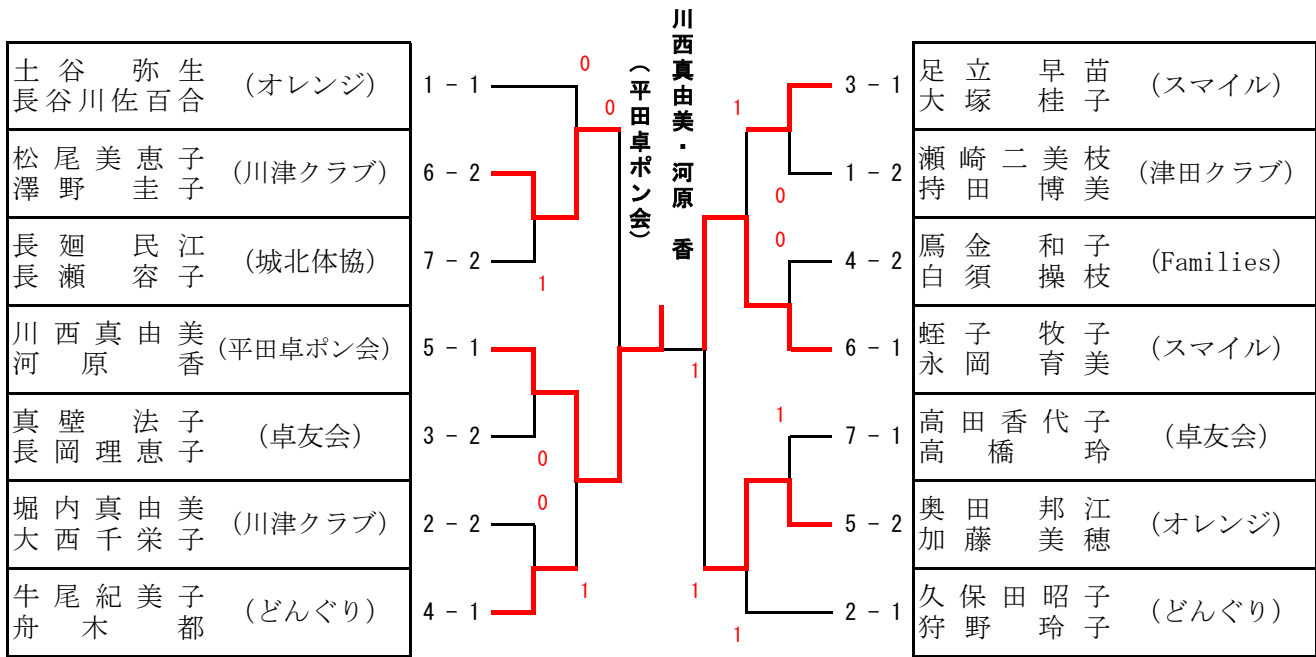 川西真由美・河原 香
(平田卓ポン会)
土谷 弥生
長谷川佐百合
(オレンジ)
1 - 1
松尾美恵子
澤野 圭子
(川津クラブ)
6 - 2
長廻 民江
長瀬 容子
(城北体協)
7 - 2
川西真由美
河原 香
(平田卓ポン会)
5 - 1
真壁 法子
長岡理恵子
(卓友会)
3 - 2
堀内真由美
大西千栄子
(川津クラブ)
2 - 2
牛尾紀美子
舟木 都
(どんぐり)
4 - 1
0
0
1
0
0
1
1
1
0
0
1
1
1
3 - 1
足立 早苗
大塚 桂子
(スマイル)
1 - 2
瀬崎二美枝
持田 博美
(津田クラブ)
4 - 2
鳫金 和子
白須 操枝
(Families)
6 - 1
蛭子 牧子
永岡 育美
(スマイル)
7 - 1
高田香代子
高橋 玲
(卓友会)
5 - 2
奥田 邦江
加藤 美穂
(オレンジ)
2 - 1
久保田昭子
狩野 玲子
(どんぐり)